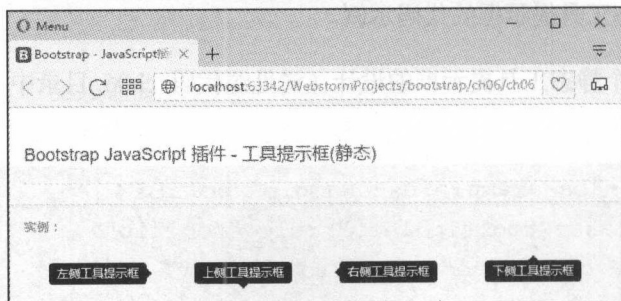 Menu
Bootstrap - JavaScript插
localhost:63342/WebstormProjects/bootstrap/ch06/ch06
Bootstrap JavaScript 插件 - 工具提示框(静态)
实例：
左侧工具提示框 上侧工具提示框 右侧工具提示框 下侧工具提示框